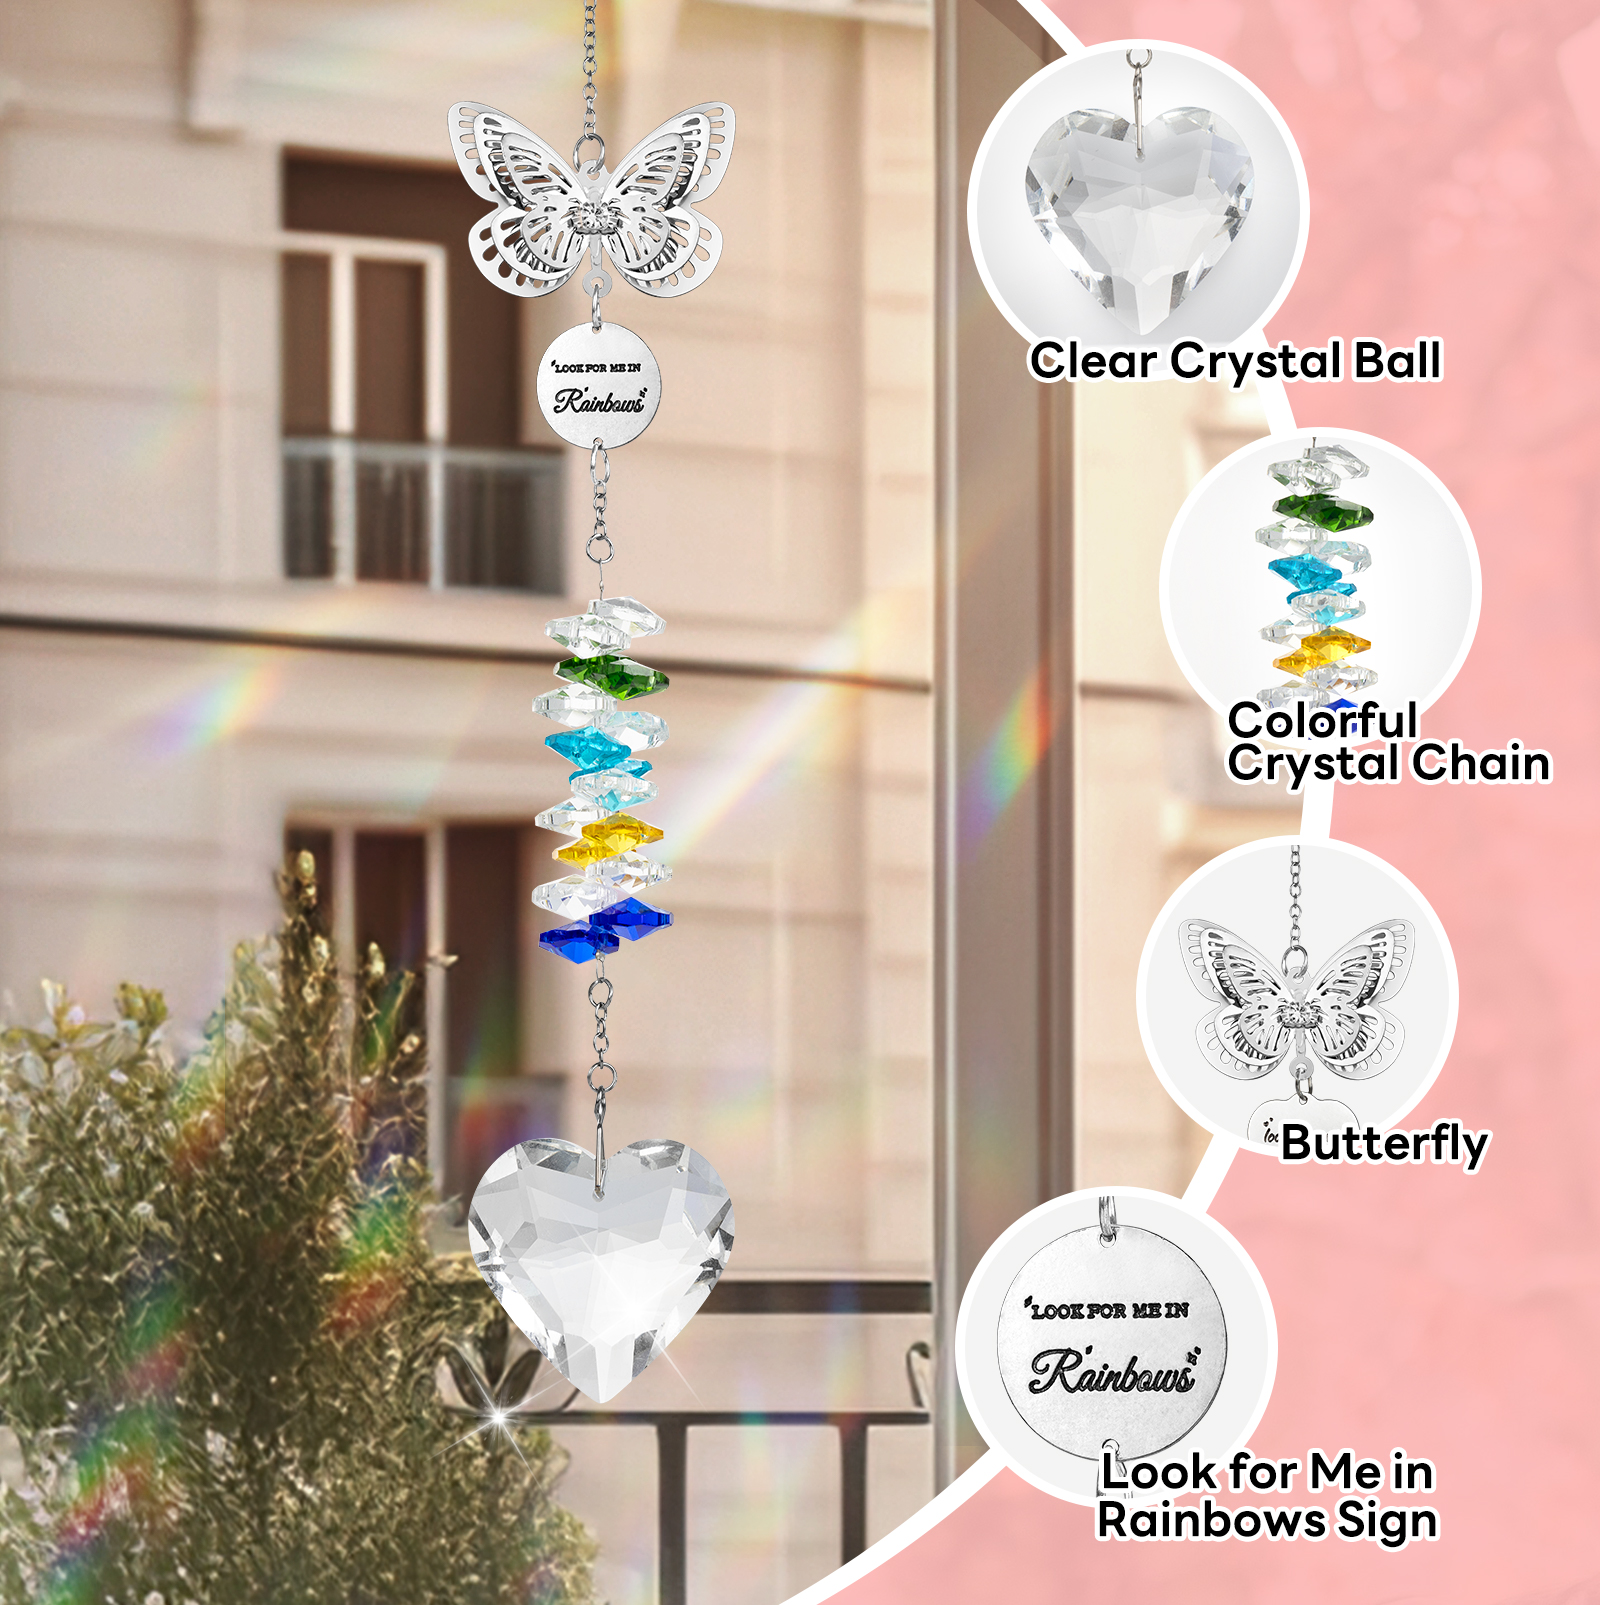 "LOOK FOR ME IN
Rainbows"
Clear Crystal Ball
Colorful
Crystal Chain
Butterfly
"LOOK FOR ME IN
Rainbows"
Look for Me in
Rainbows Sign